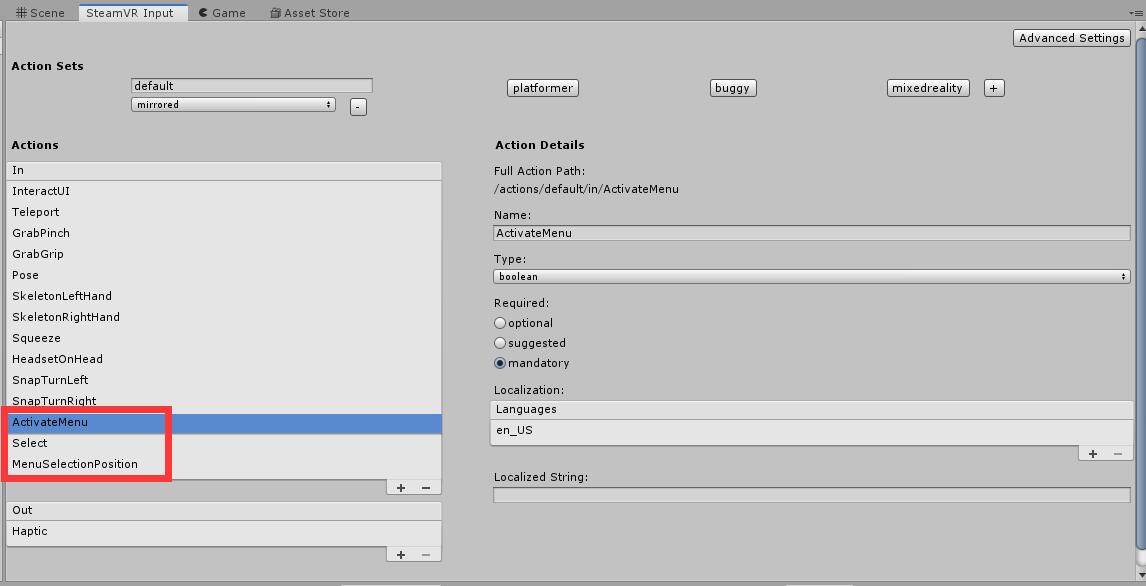 Scene SteamVR Input Game Asset Store
Advanced Settings
Action Sets
default platformer buggy mixedreality +
mirrored -
Actions
In
InteractUI
Teleport
GrabPinch
GrabGrip
Pose
SkeletonLeftHand
SkeletonRightHand
Squeeze
HeadsetOnHead
SnapTurnLeft
SnapTurnRight
ActivateMenu
Select
MenuSelectionPosition
+ −
Out
Haptic
+ −
Action Details
Full Action Path:
/actions/default/in/ActivateMenu
Name:
ActivateMenu
Type:
boolean
Required:
optional
suggested
mandatory
Localization:
Languages
en_US
+ −
Localized String: